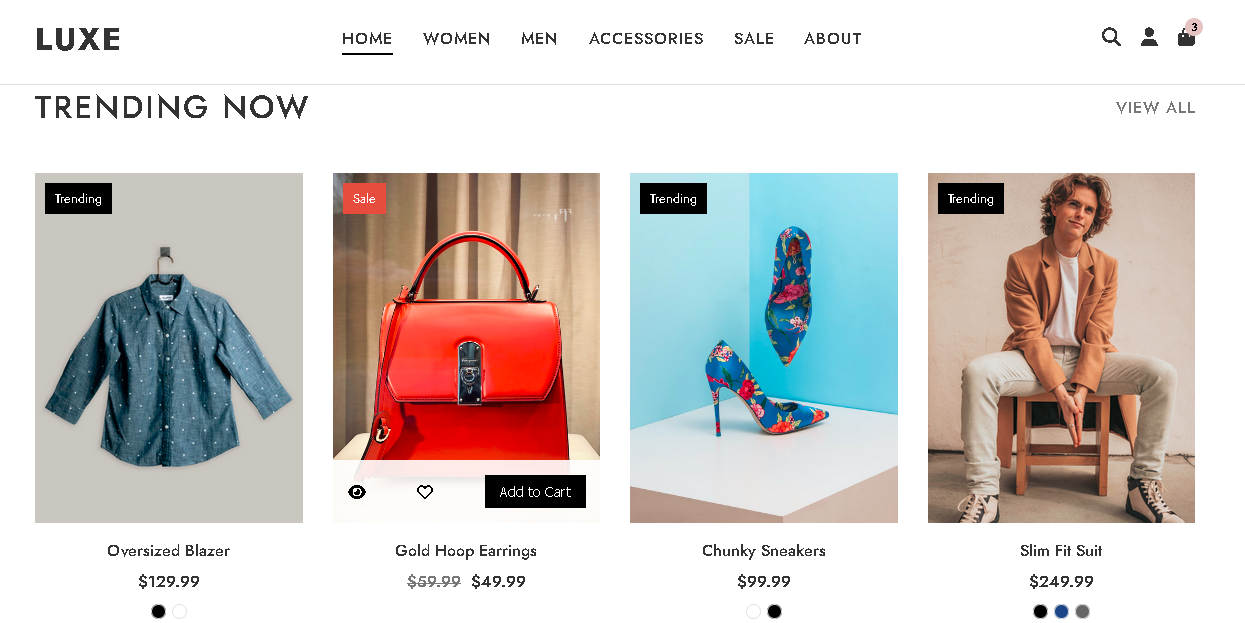 LUXE
HOME WOMEN MEN ACCESSORIES SALE ABOUT
3
TRENDING NOW
VIEW ALL
Trending
Sale
Trending
Trending
Add to Cart
Oversized Blazer
Gold Hoop Earrings
Chunky Sneakers
Slim Fit Suit
$129.99
$59.99 $49.99
$99.99
$249.99